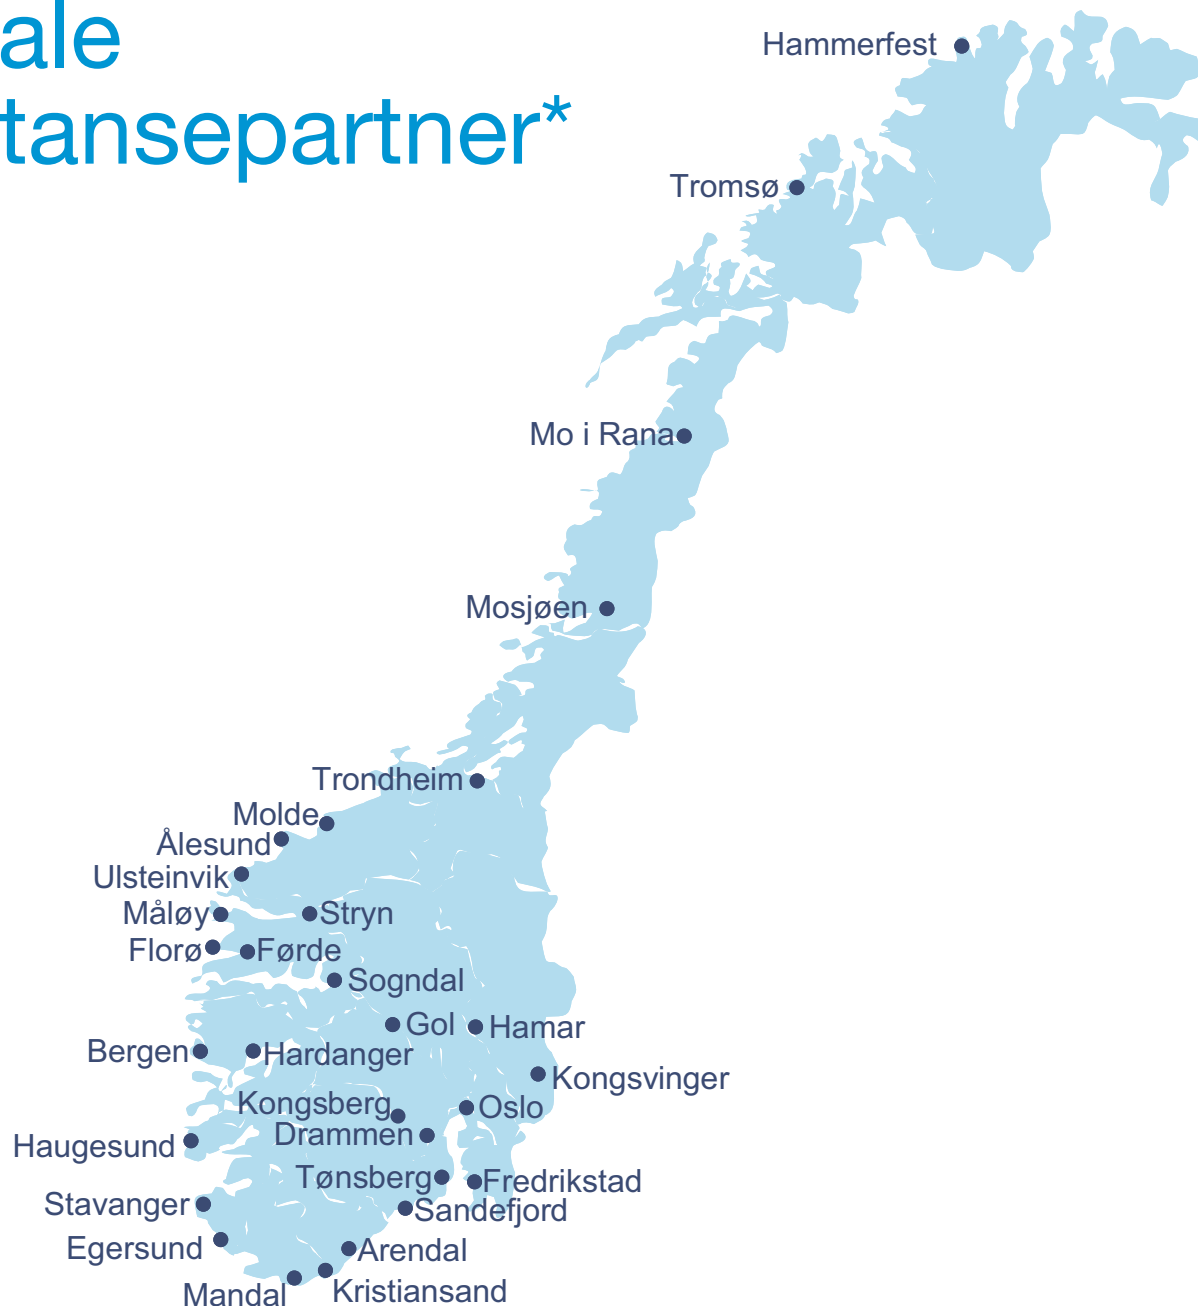 ale
tansepartner*
Hammerfest
Tromsø
Mo i Rana
Mosjøen
Trondheim
Molde
Ålesund
Ulsteinvik
Måløy
Stryn
Florø
Førde
Sogndal
Gol
Hamar
Bergen
Hardanger
Kongsvinger
Kongsberg
Oslo
Drammen
Haugesund
Tønsberg
Fredrikstad
Stavanger
Sandefjord
Egersund
Arendal
Mandal
Kristiansand